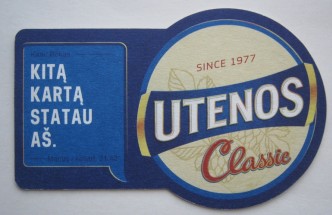 KITĄ
KARTĄ
STATAU
AŠ.
SINCE 1977
UTENOS
Classic